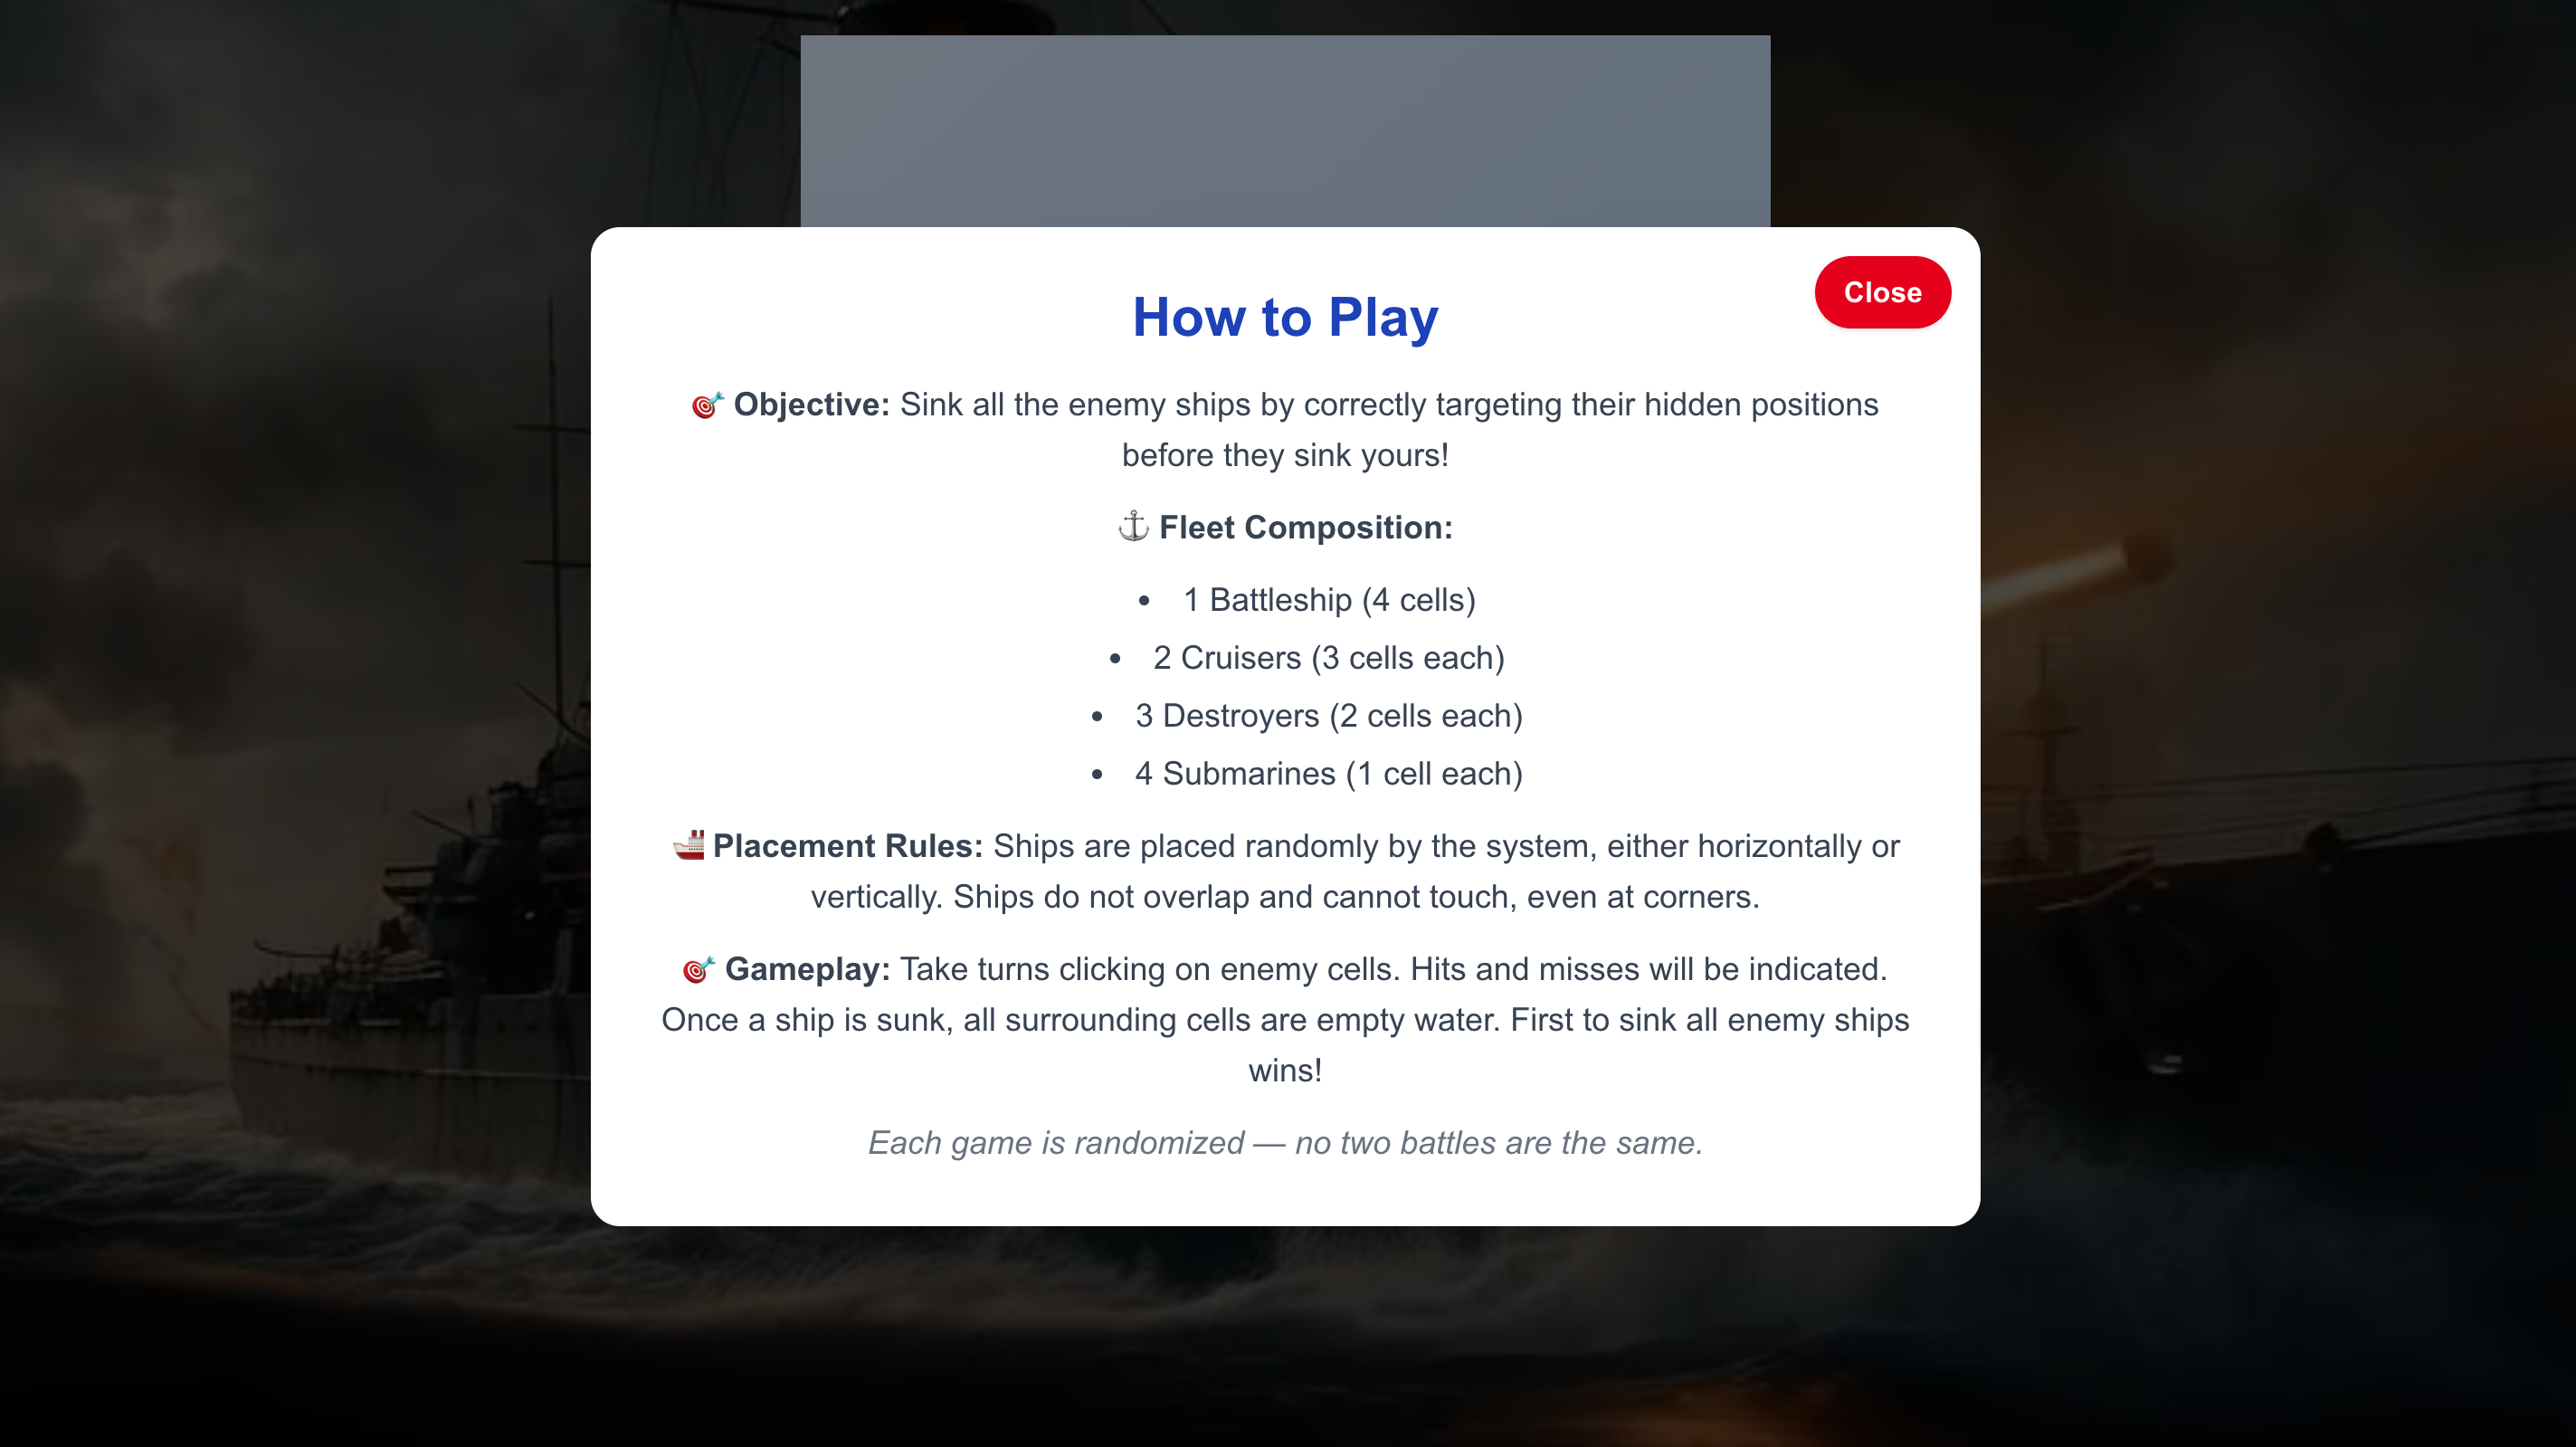 Close
How to Play
🎯 Objective: Sink all the enemy ships by correctly targeting their hidden positions
before they sink yours!
⚓ Fleet Composition:
• 1 Battleship (4 cells)
• 2 Cruisers (3 cells each)
• 3 Destroyers (2 cells each)
• 4 Submarines (1 cell each)
🚢 Placement Rules: Ships are placed randomly by the system, either horizontally or
vertically. Ships do not overlap and cannot touch, even at corners.
🎯 Gameplay: Take turns clicking on enemy cells. Hits and misses will be indicated.
Once a ship is sunk, all surrounding cells are empty water. First to sink all enemy ships
wins!
Each game is randomized — no two battles are the same.